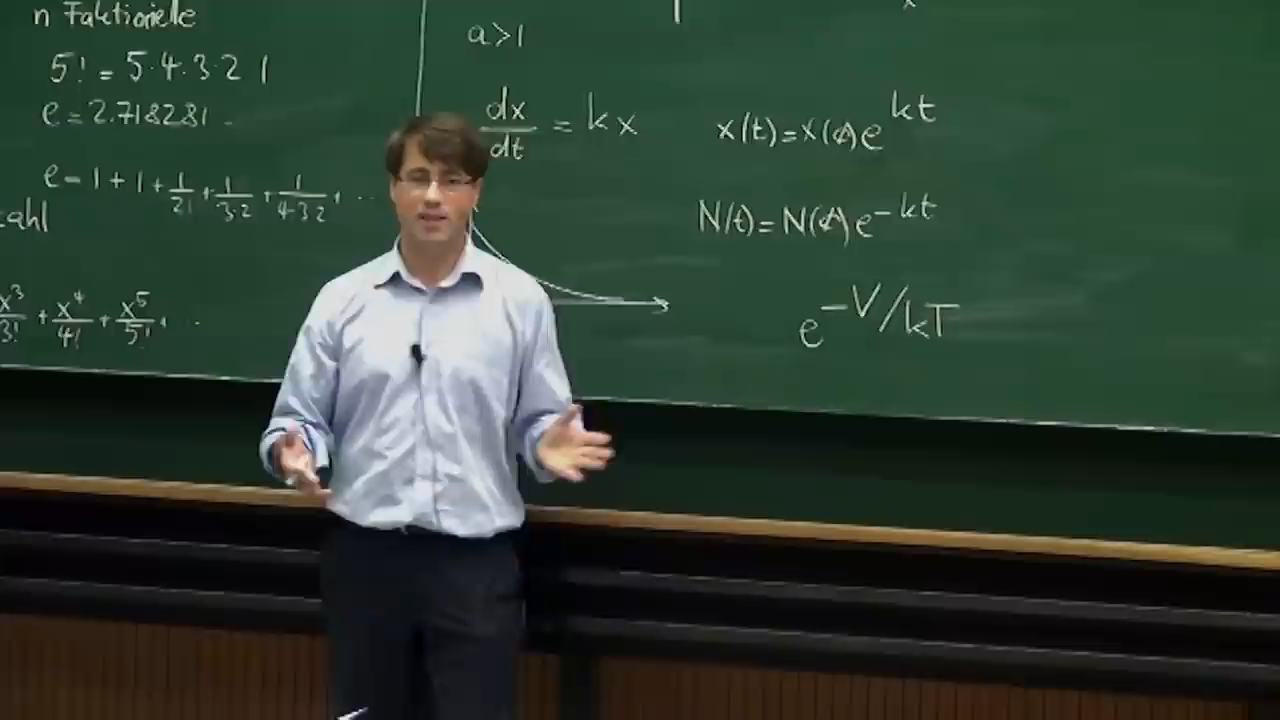 n Faktorielle
5! = 5·4·3·2 1
e = 2.718281
e = 1 + 1 + 1/2! + 1/3·2 + 1/4·3·2 + ...
zahl
x³/3! + x⁴/4! + x⁵/5! + ...
a>1
dx/dt = kx
x(t) = x(0)e^kt
N(t) = N(0)e^-kt
e^-V/kT